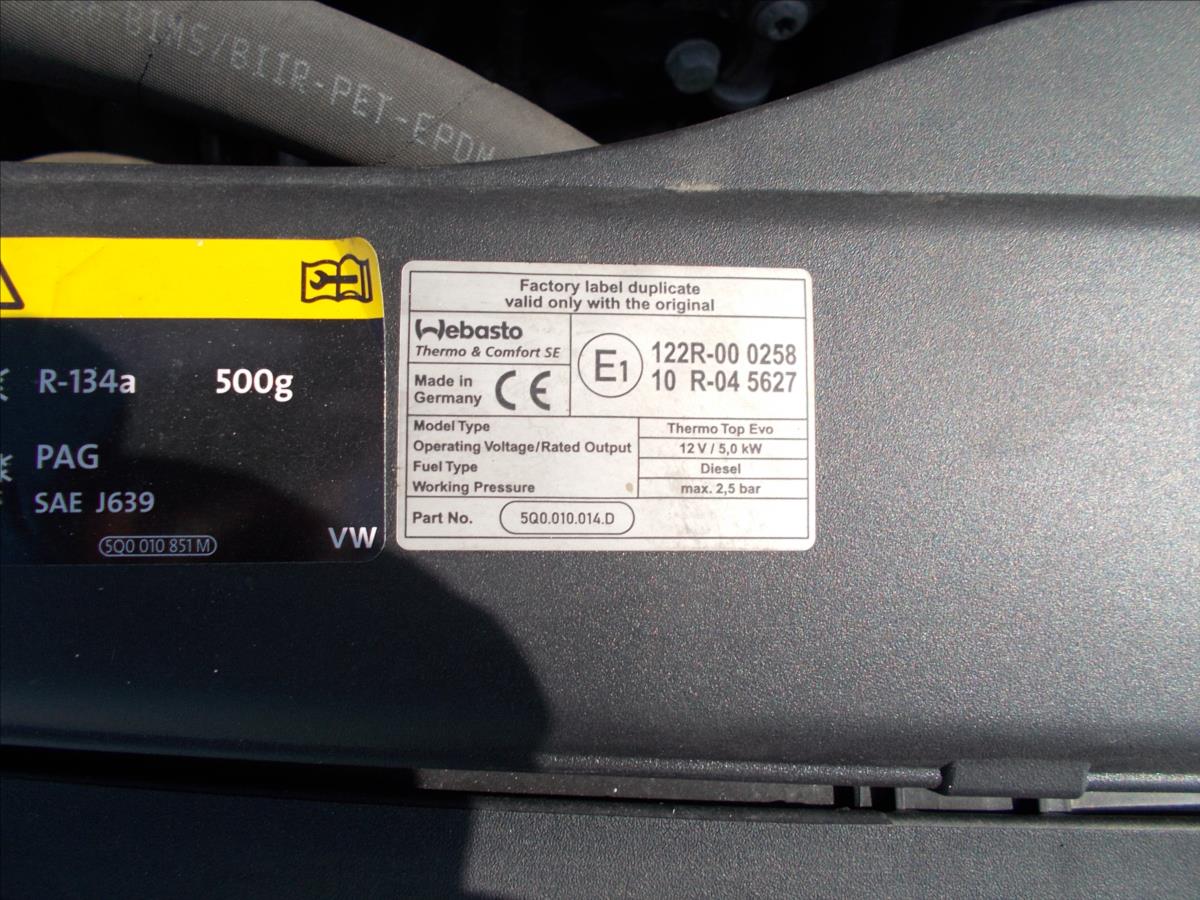 -BIMS/BIIR-PET-EPDM
R-134a 500g
PAG
SAE J639
5Q0 010 851 M
VW
Factory label duplicate
valid only with the original
Webasto
Thermo & Comfort SE
Made in
Germany
CE
E1
122R-00 0258
10 R-04 5627
Model Type Thermo Top Evo
Operating Voltage/Rated Output 12 V / 5,0 kW
Fuel Type Diesel
Working Pressure max. 2,5 bar
Part No. 5Q0.010.014.D